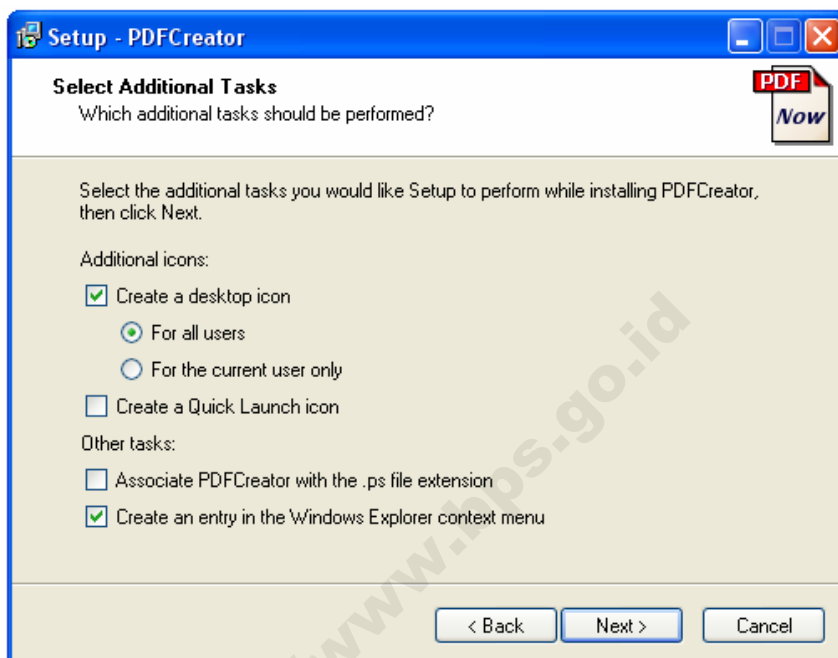 Setup - PDFCreator
Select Additional Tasks
Which additional tasks should be performed?
PDF
Now
Select the additional tasks you would like Setup to perform while installing PDFCreator,
then click Next.
Additional icons:
Create a desktop icon
For all users
For the current user only
Create a Quick Launch icon
Other tasks:
Associate PDFCreator with the .ps file extension
Create an entry in the Windows Explorer context menu
< Back Next > Cancel
www.bps.go.id